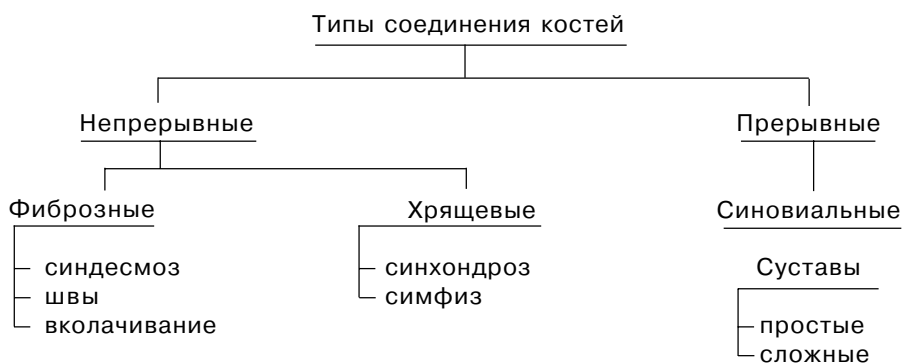 Типы соединения костей
Непрерывные
Прерывные
Фиброзные
Хрящевые
Синовиальные
синдесмоз
швы
вколачивание
синхондроз
симфиз
Суставы
простые
сложные